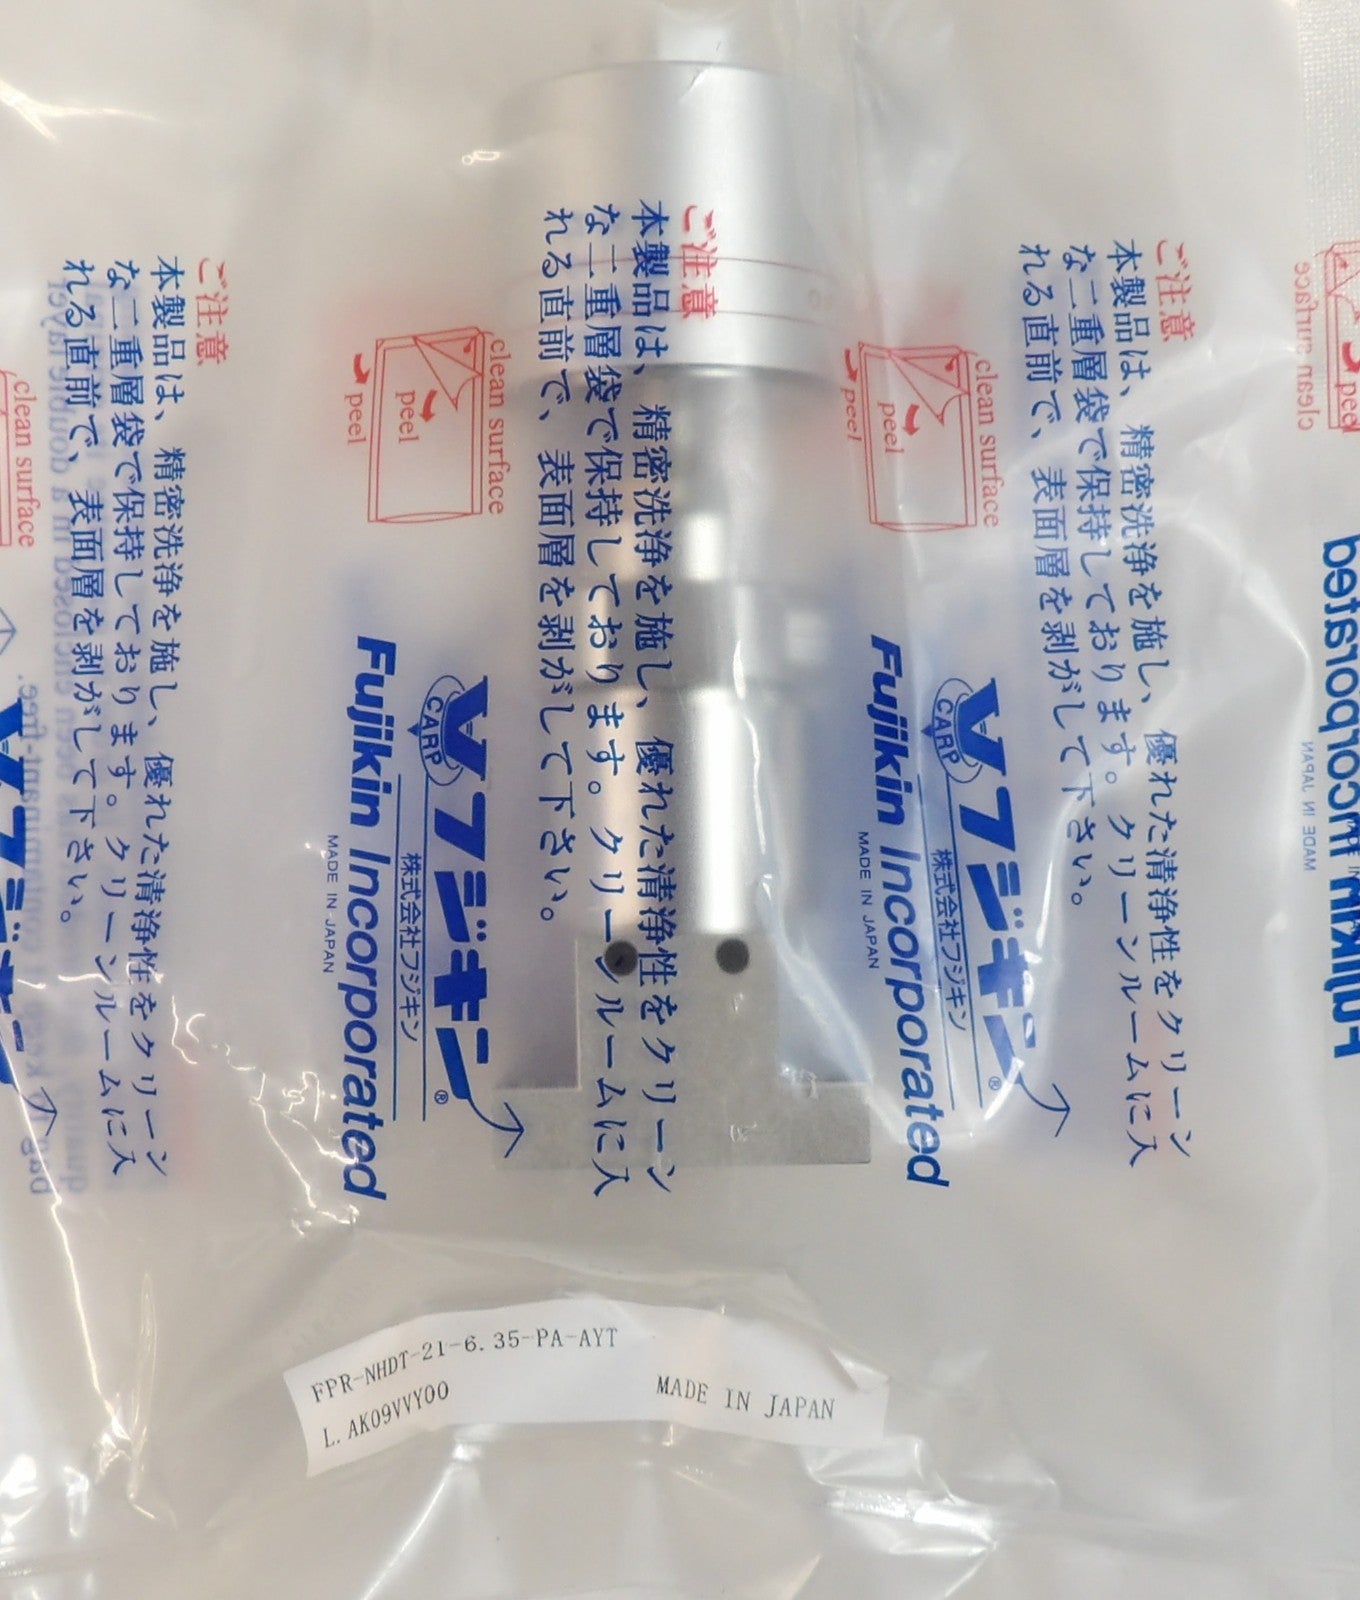 ご注意
本製品は、精密洗浄を施し、優れた清浄性をクリーン
な二重層袋で保持しております。クリーンルームに入
れる直前で、表面層を剥がして下さい。
clean surface
ご注意
本製品は、精密洗浄を施し、優れた清浄性をクリーン
な二重層袋で保持しております。クリーンルームに入
れる直前で、表面層を剥がして下さい。
clean surface
peel
peel
CARP
フジキン®
株式会社フジキン
Fujikin Incorporated
MADE IN JAPAN
ご注意
本製品は、精密洗浄を施し、優れた清浄性をクリーン
な二重層袋で保持しております。クリーンルームに入
れる直前で、表面層を剥がして下さい。
clean surface
peel
peel
CARP
フジキン®
株式会社フジキン
Fujikin Incorporated
MADE IN JAPAN
clean surface
peel
Incorporated
MADE IN JAPAN
FPR-NHDT-21-6.35-PA-AYT
L.AK09VVY00
MADE IN JAPAN